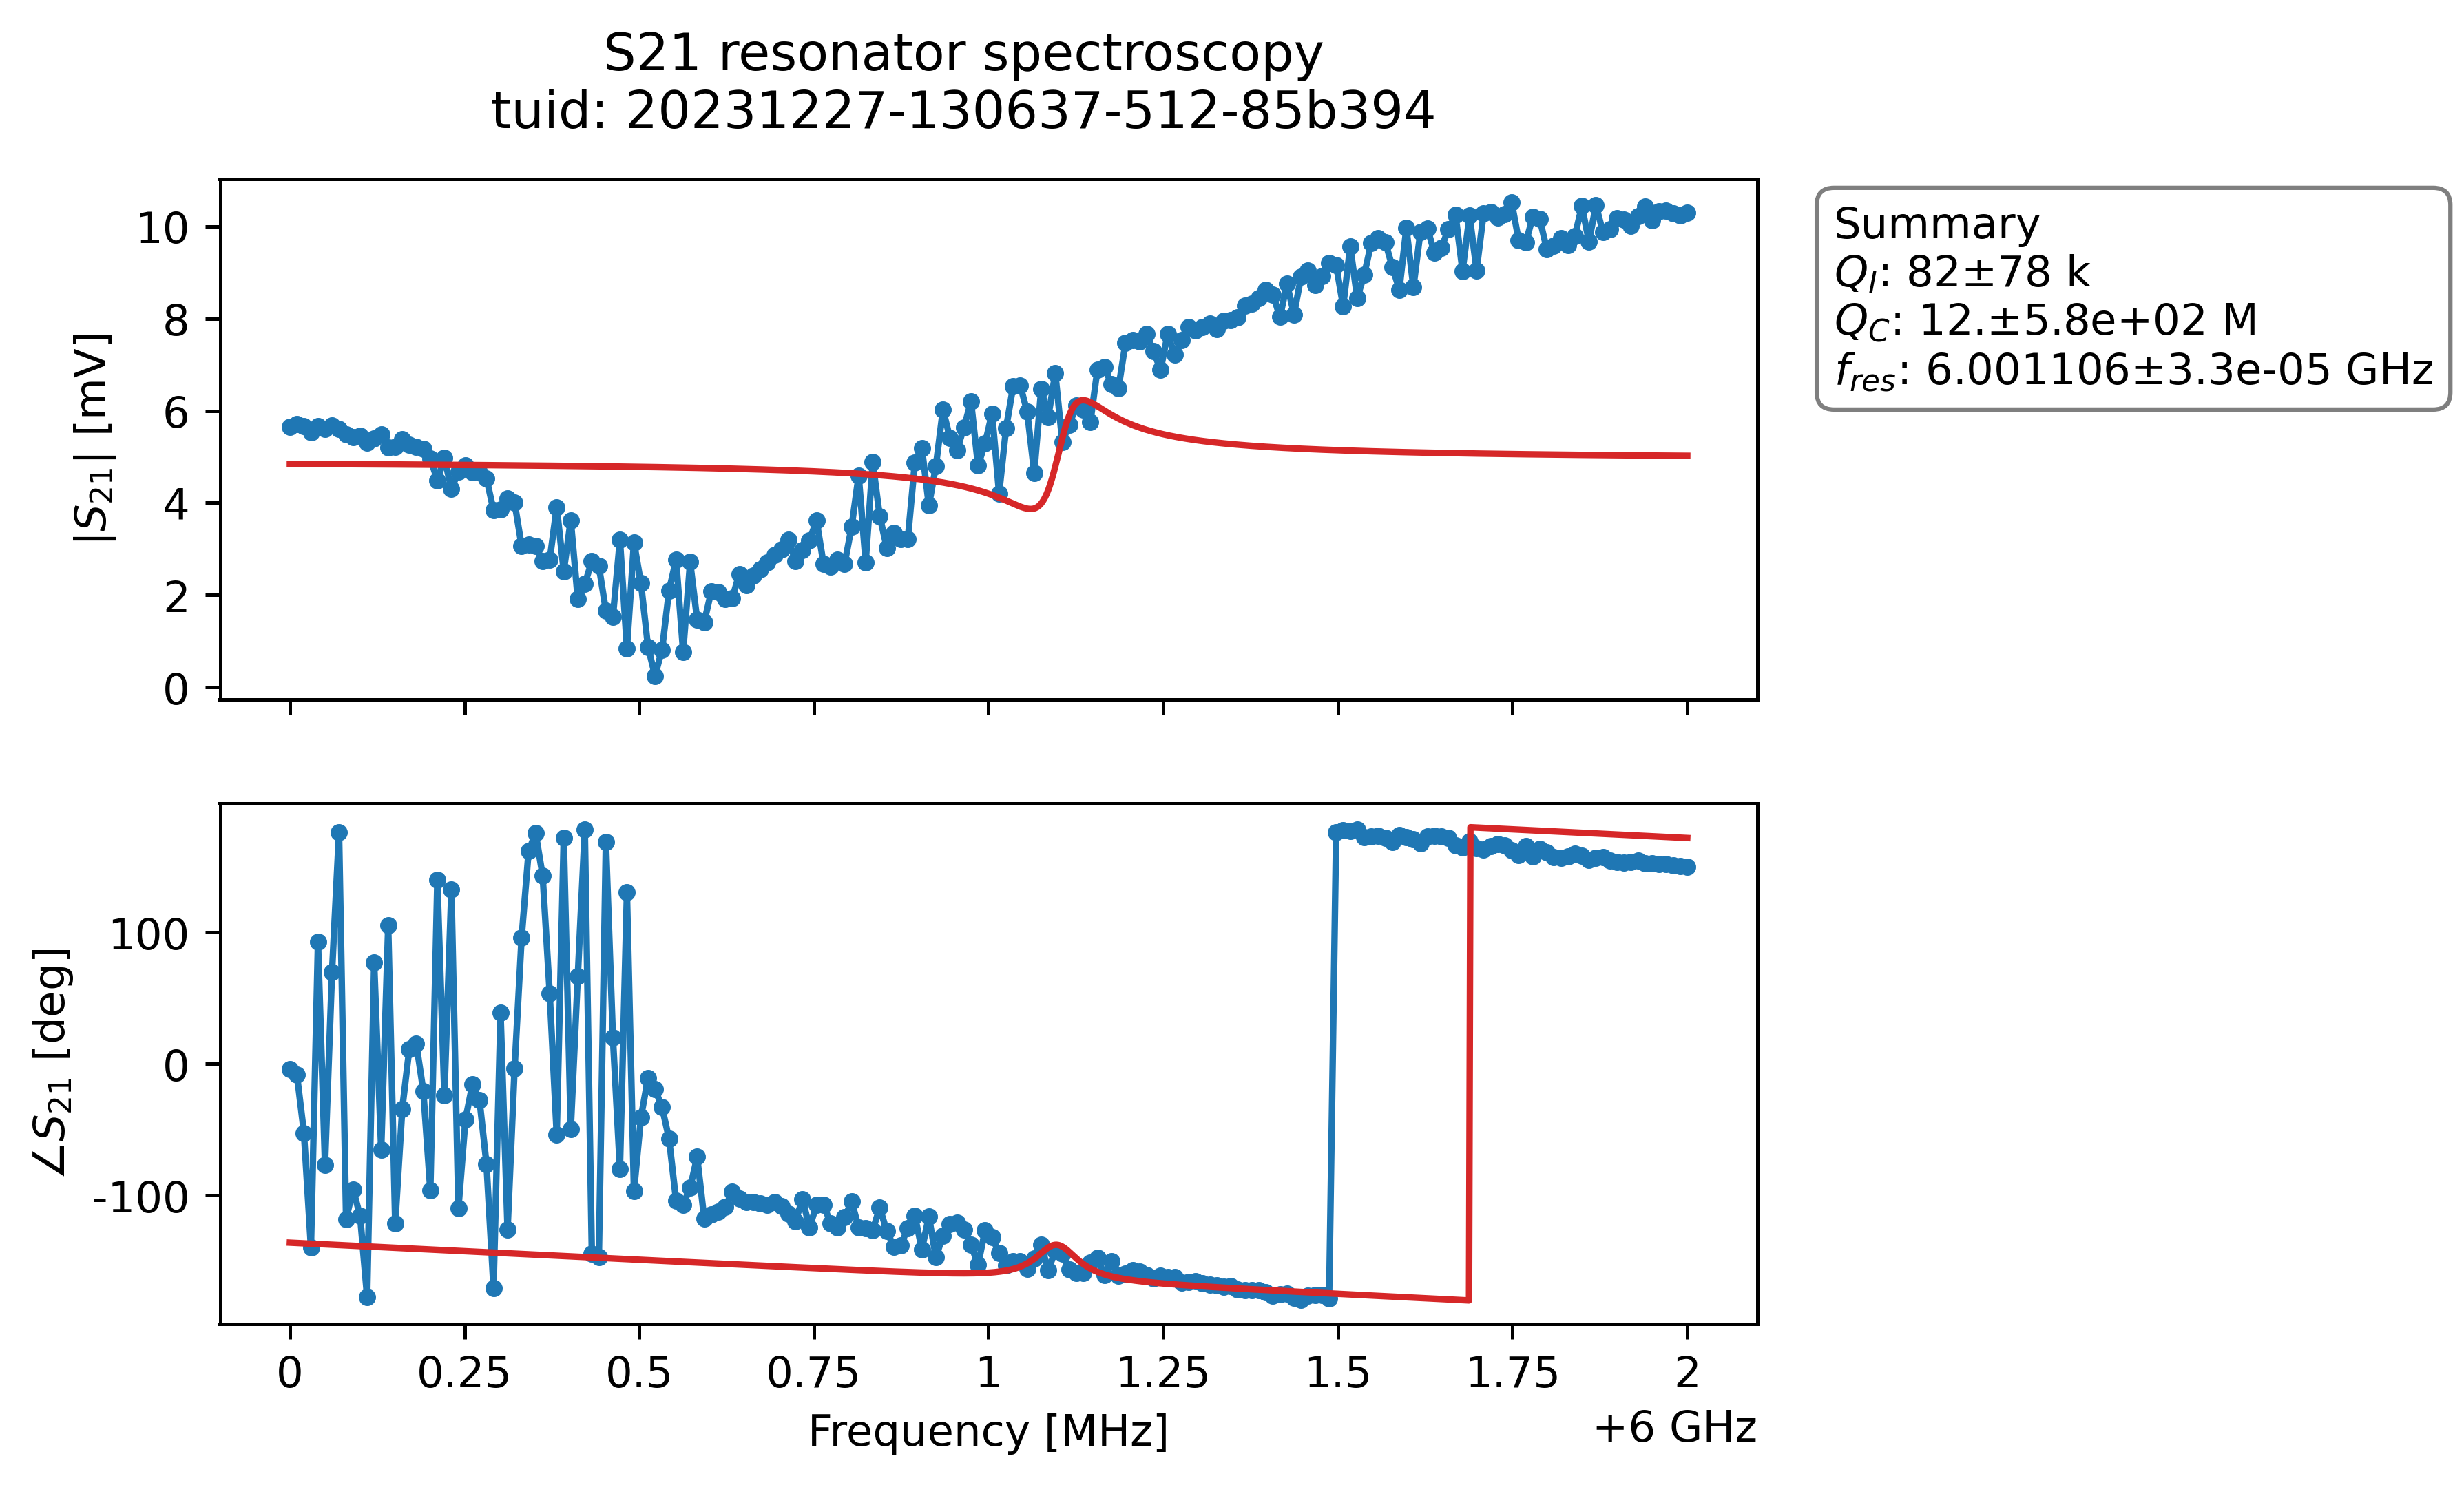 S21 resonator spectroscopy
tuid: 20231227-130637-512-85b394
|S21| [mV]
10
8
6
4
2
0
Summary
QI: 82±78 k
QC: 12.±5.8e+02 M
fres: 6.001106±3.3e-05 GHz
∠S21 [deg]
100
0
-100
0 0.25 0.5 0.75 1 1.25 1.5 1.75 2
Frequency [MHz]
+6 GHz